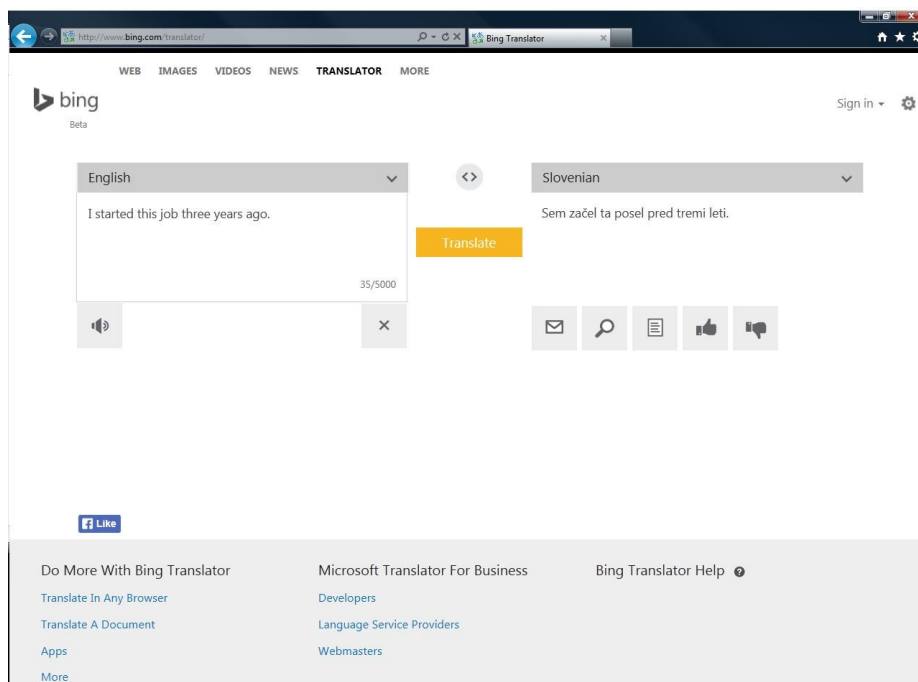 http://www.bing.com/translator/ Bing Translator
WEB IMAGES VIDEOS NEWS TRANSLATOR MORE
bing
Beta
Sign in
English
Slovenian
I started this job three years ago.
Sem začel ta posel pred tremi leti.
Translate
35/5000
Like
Do More With Bing Translator
Translate In Any Browser
Translate A Document
Apps
More
Microsoft Translator For Business
Developers
Language Service Providers
Webmasters
Bing Translator Help